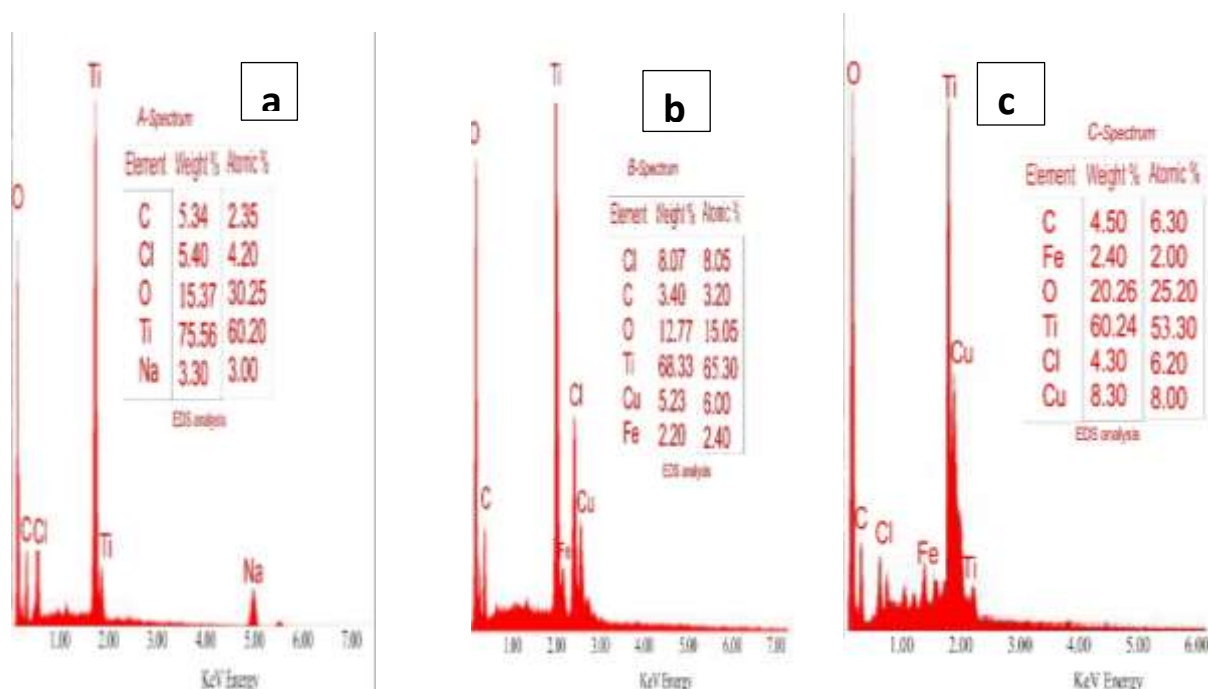 a
Ti
A-Spectrum
Element Weight % Atomic %
C 5.34 2.35
Cl 5.40 4.20
O 15.37 30.25
Ti 75.56 60.20
Na 3.30 3.00
EDS analysis
O
C Cl
Ti
Na
1.00 2.00 3.00 4.00 5.00 6.00 7.00
KeV Energy
b
Ti
O
B-Spectrum
Element Weight % Atomic %
Cl 8.07 8.05
C 3.40 3.20
O 12.77 15.05
Ti 68.33 65.30
Cu 5.23 6.00
Fe 2.20 2.40
EDS analysis
Cl
C
Cu
Fe
1.00 2.00 3.00 4.00 5.00 6.00 7.00
KeV Energy
c
O
Ti
C-Spectrum
Element Weight % Atomic %
C 4.50 6.30
Fe 2.40 2.00
O 20.26 25.20
Ti 60.24 53.30
Cl 4.30 6.20
Cu 8.30 8.00
EDS analysis
Cu
C
Cl
Fe
Ti
1.00 2.00 3.00 4.00 5.00 6.00
KeV Energy